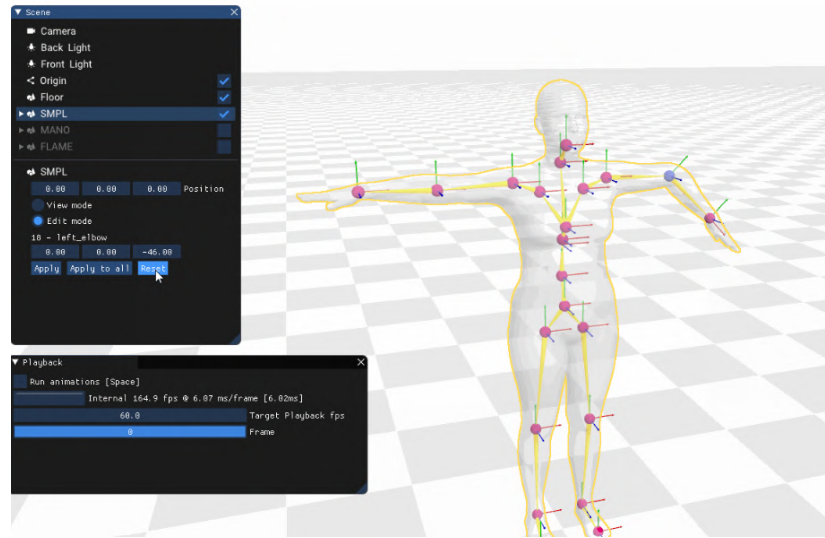 Scene
Camera
Back Light
Front Light
Origin
Floor
SMPL
MANO
FLAME
SMPL
0.00 0.00 0.00 Position
View mode
Edit mode
18 - left_elbow
0.00 0.00 -46.00
Apply Apply to all Reset
Playback
Run animations [Space]
Internal 164.9 fps @ 6.07 ms/frame [6.02ms]
60.0 Target Playback fps
0 Frame